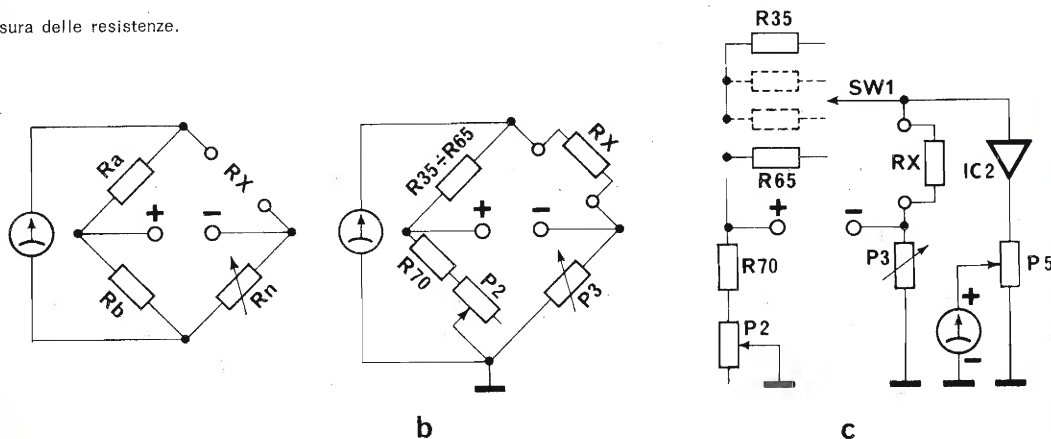 sura delle resistenze.
Ra
RX
+
-
Rb
Rn
R35÷R65
RX
+
-
R70
P2
P3
b
R35
SW1
R65
RX
IC2
+
-
R70
P3
P5
P2
+
-
c